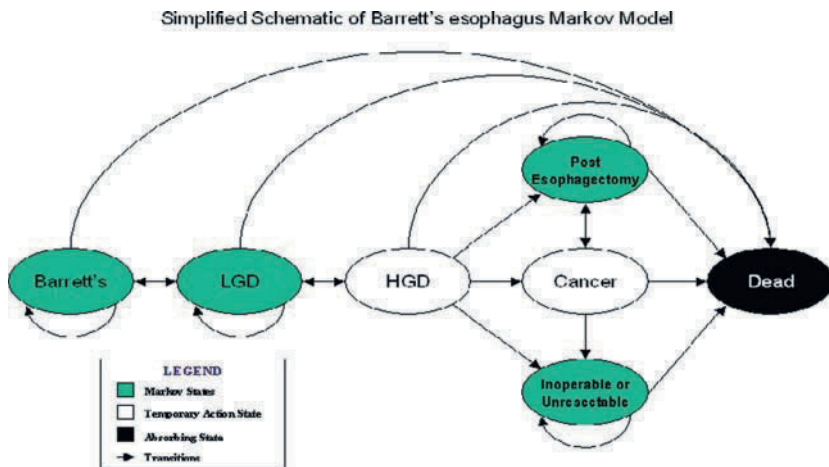 Simplified Schematic of Barrett's esophagus Markov Model
Post
Esophagectomy
Barrett's
LGD
HGD
Cancer
Dead
Inoperable or
Unresectable
LEGEND
Markov States
Temporary Action State
Absorbing State
Transitions